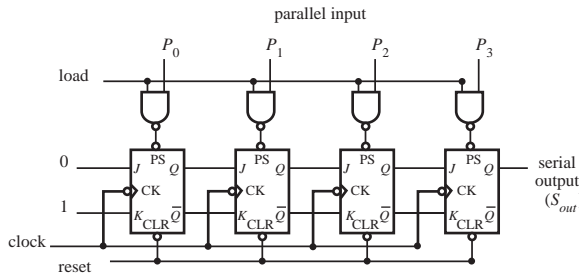 parallel input
P0 P1 P2 P3
load
PS PS PS PS
0 J Q J Q J Q J Q serial
CK CK CK CK output
1 K Q̅ K Q̅ K Q̅ K Q̅ (Sout
CLR CLR CLR CLR
clock
reset